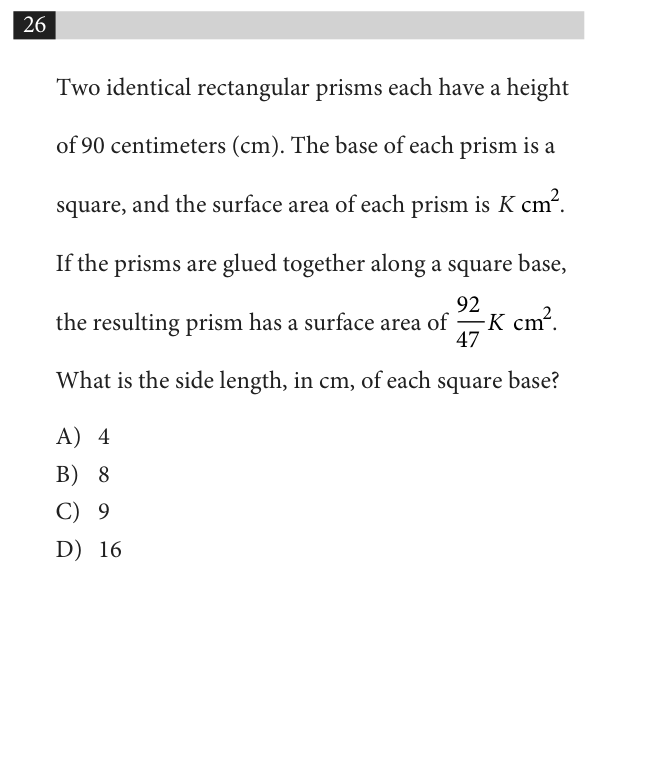 26
Two identical rectangular prisms each have a height
of 90 centimeters (cm). The base of each prism is a
square, and the surface area of each prism is K cm².
If the prisms are glued together along a square base,
the resulting prism has a surface area of 92/47 K cm².
What is the side length, in cm, of each square base?
A) 4
B) 8
C) 9
D) 16